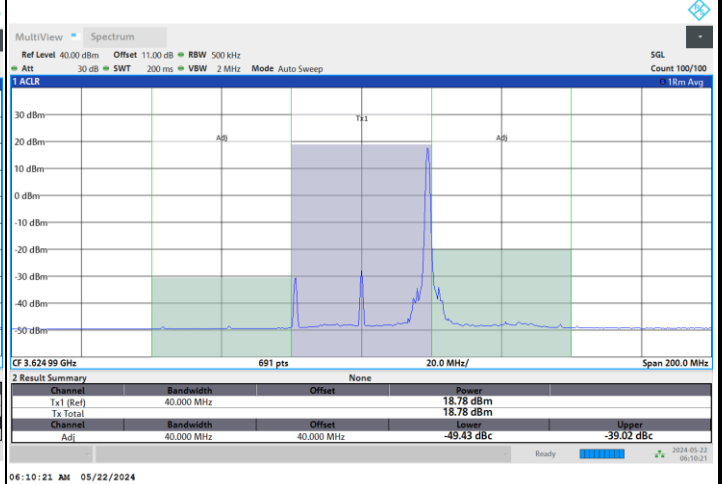 MultiView Spectrum
Ref Level 40.00 dBm Offset 11.00 dB RBW 500 kHz SGL
Att 30 dB SWT 200 ms VBW 2 MHz Mode Auto Sweep Count 100/100
1 ACLR 1Rm Avg
30 dBm
Tx1
20 dBm
Adj Adj
10 dBm
0 dBm
-10 dBm
-20 dBm
-30 dBm
-40 dBm
-50 dBm
CF 3.624 99 GHz 691 pts 20.0 MHz/ Span 200.0 MHz
2 Result Summary None
Channel Bandwidth Offset Power
Tx1 (Ref) 40.000 MHz 18.78 dBm
Tx Total 18.78 dBm
Channel Bandwidth Offset Lower Upper
Adj 40.000 MHz 40.000 MHz -49.43 dBc -39.02 dBc
Ready 2024-05-22
06:10:21
06:10:21 AM 05/22/2024